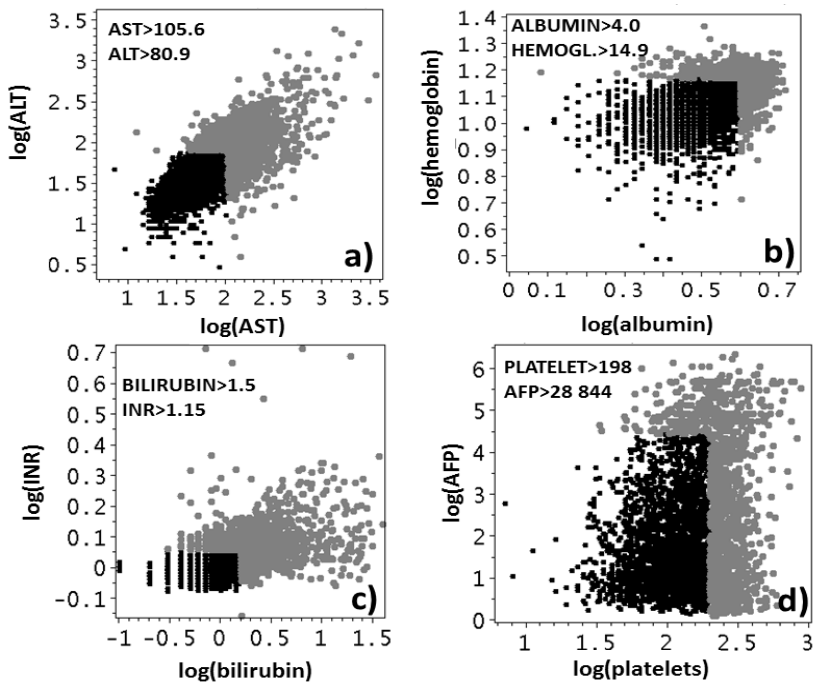 a)
AST>105.6
ALT>80.9
log(ALT)
3.5
3
2.5
2
1.5
1
0.5
1 1.5 2 2.5 3 3.5
log(AST)
b)
ALBUMIN>4.0
HEMOGL.>14.9
log(hemoglobin)
1.4
1.3
1.2
1.1
1.0
0.9
0.8
0.7
0.6
0.5
0 0.1 0.3 0.5 0.7
log(albumin)
c)
BILIRUBIN>1.5
INR>1.15
log(INR)
0.7
0.6
0.5
0.4
0.3
0.2
0.1
0
-0.1
-1 -0.5 0 0.5 1 1.5
log(bilirubin)
d)
PLATELET>198
AFP>28 844
log(AFP)
6
5
4
3
2
1
0
1 1.5 2 2.5 3
log(platelets)